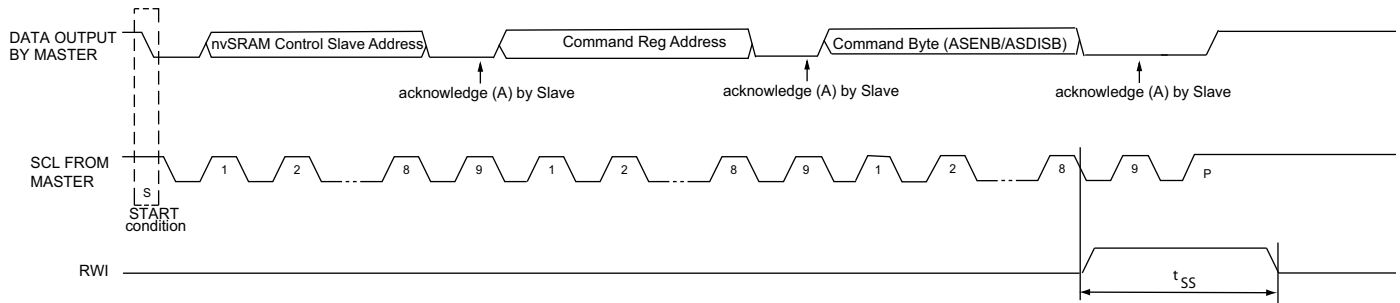 DATA OUTPUT
BY MASTER
nvSRAM Control Slave Address
Command Reg Address
Command Byte (ASENB/ASDISB)
acknowledge (A) by Slave
acknowledge (A) by Slave
acknowledge (A) by Slave
SCL FROM
MASTER
1 2 8 9 1 2 8 9 1 2 8 9 P
S
START
condition
RWI
tSS